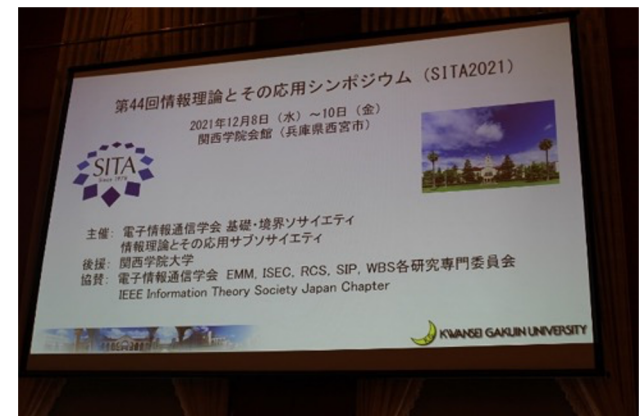 第44回情報理論とその応用シンポジウム（SITA2021）
2021年12月8日（水）～10日（金）
関西学院会館（兵庫県西宮市）
SITA
Since 1978
主催： 電子情報通信学会 基礎・境界ソサイエティ
情報理論とその応用サブソサイエティ
後援： 関西学院大学
協賛： 電子情報通信学会 EMM, ISEC, RCS, SIP, WBS各研究専門委員会
IEEE Information Theory Society Japan Chapter
KWANSEI GAKUIN UNIVERSITY